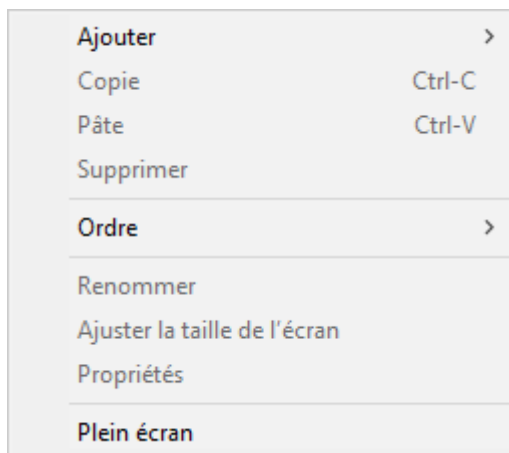 Ajouter
Copie Ctrl-C
Pâte Ctrl-V
Supprimer
Ordre
Renommer
Ajuster la taille de l'écran
Propriétés
Plein écran